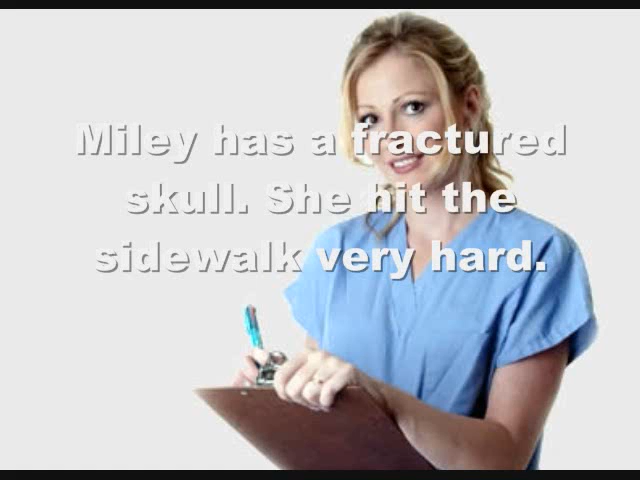 Miley has a fractured
skull. She hit the
sidewalk very hard.